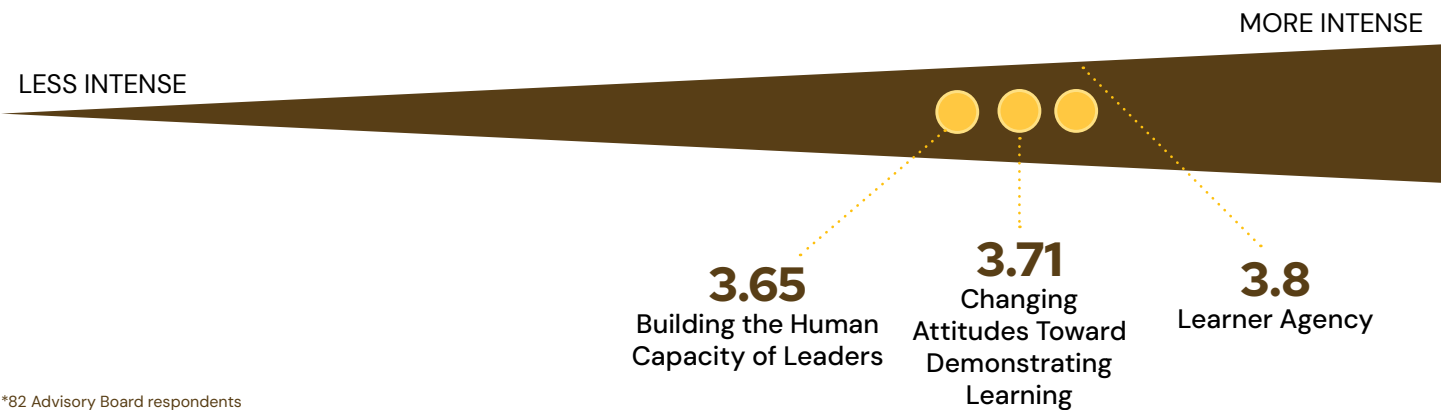 MORE INTENSE
LESS INTENSE
3.65
Building the Human
Capacity of Leaders
3.71
Changing
Attitudes Toward
Demonstrating
Learning
3.8
Learner Agency
*82 Advisory Board respondents